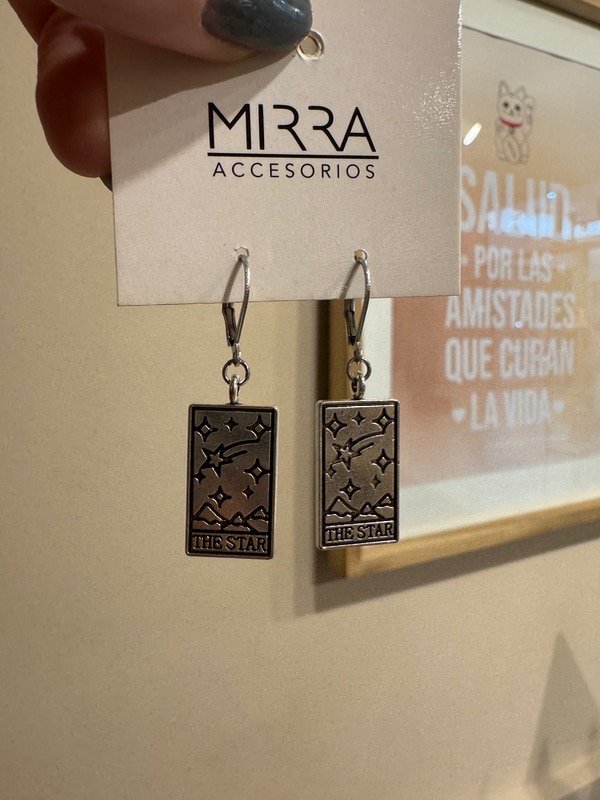 MIRRA
ACCESORIOS
SALUD
POR LAS
AMISTADES
QUE CURAN
LA VIDA
THE STAR
THE STAR